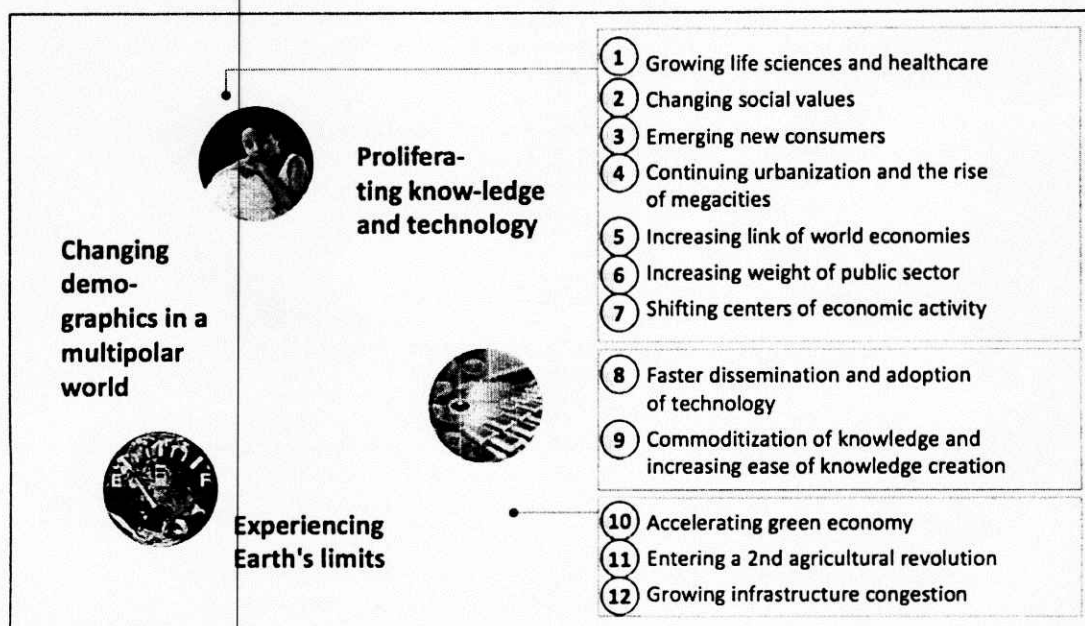 Prolifera-
ting know-ledge
and technology
Changing
demo-
graphics in a
multipolar
world
E F
Experiencing
Earth's limits
1 Growing life sciences and healthcare
2 Changing social values
3 Emerging new consumers
4 Continuing urbanization and the rise
of megacities
5 Increasing link of world economies
6 Increasing weight of public sector
7 Shifting centers of economic activity
8 Faster dissemination and adoption
of technology
9 Commoditization of knowledge and
increasing ease of knowledge creation
10 Accelerating green economy
11 Entering a 2nd agricultural revolution
12 Growing infrastructure congestion